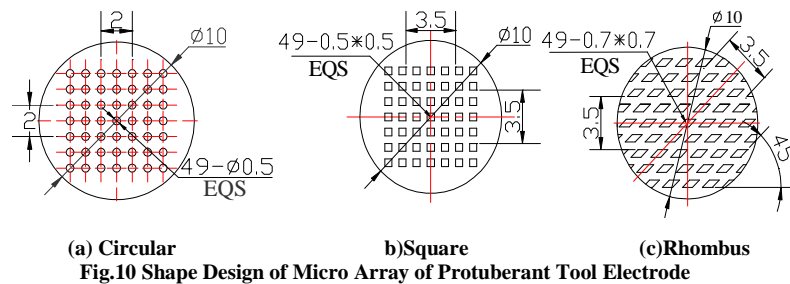 2
ø10
2
49-ø0.5
EQS
3.5
49-0.5*0.5
EQS
ø10
3.5
49-0.7*0.7
EQS
ø10
3.5
3.5
45
(a) Circular
b)Square
(c)Rhombus
Fig.10 Shape Design of Micro Array of Protuberant Tool Electrode